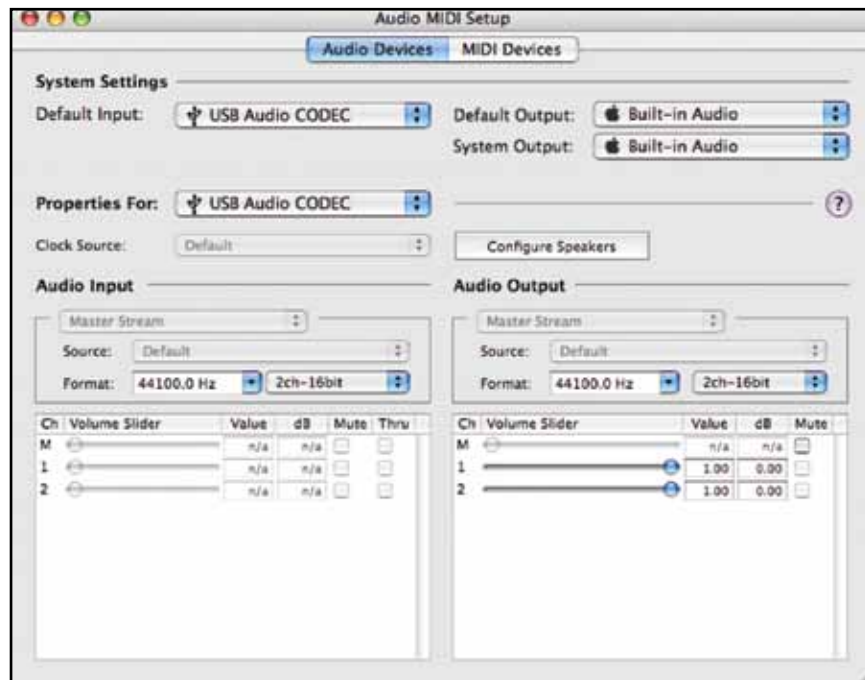 Audio MIDI Setup
Audio Devices MIDI Devices
System Settings
Default Input: USB Audio CODEC
Default Output: Built-in Audio
System Output: Built-in Audio
Properties For: USB Audio CODEC ?
Clock Source: Default
Configure Speakers
Audio Input
Master Stream
Source: Default
Format: 44100.0 Hz 2ch-16bit
Ch Volume Slider Value dB Mute Thru
M n/a n/a
1 n/a n/a
2 n/a n/a
Audio Output
Master Stream
Source: Default
Format: 44100.0 Hz 2ch-16bit
Ch Volume Slider Value dB Mute
M n/a n/a
1 1.00 0.00
2 1.00 0.00